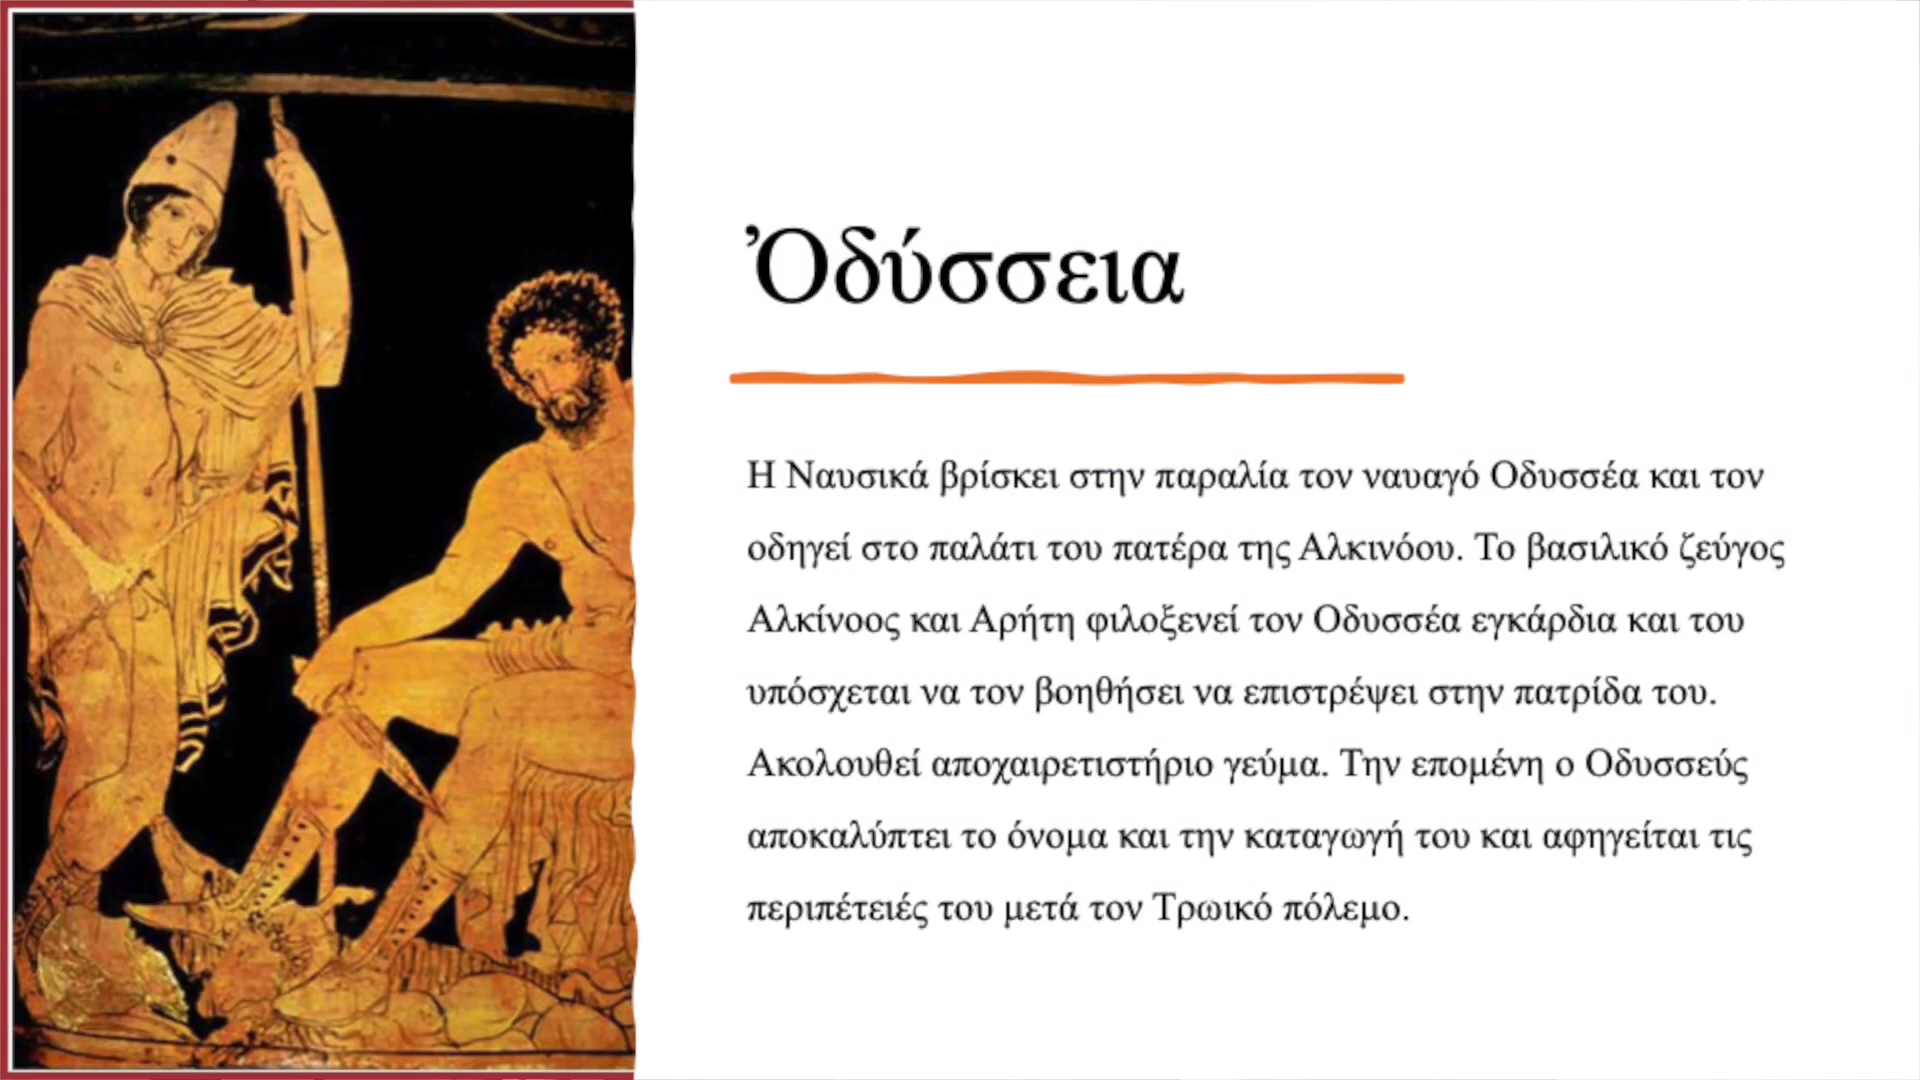 Ὀδύσσεια
Η Ναυσικά βρίσκει στην παραλία τον ναυαγό Οδυσσέα και τον
οδηγεί στο παλάτι του πατέρα της Αλκινόου. Το βασιλικό ζεύγος
Αλκίνοος και Αρήτη φιλοξενεί τον Οδυσσέα εγκάρδια και του
υπόσχεται να τον βοηθήσει να επιστρέψει στην πατρίδα του.
Ακολουθεί αποχαιρετιστήριο γεύμα. Την επομένη ο Οδυσσεύς
αποκαλύπτει το όνομα και την καταγωγή του και αφηγείται τις
περιπέτειές του μετά τον Τρωικό πόλεμο.